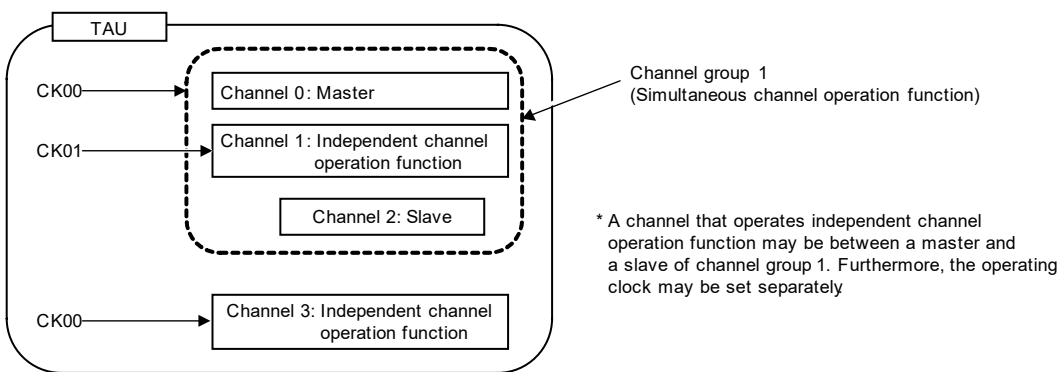 TAU
CK00
Channel 0: Master
Channel group 1
(Simultaneous channel operation function)
CK01
Channel 1: Independent channel
operation function
Channel 2: Slave
* A channel that operates independent channel
operation function may be between a master and
a slave of channel group 1. Furthermore, the operating
clock may be set separately.
CK00
Channel 3: Independent channel
operation function